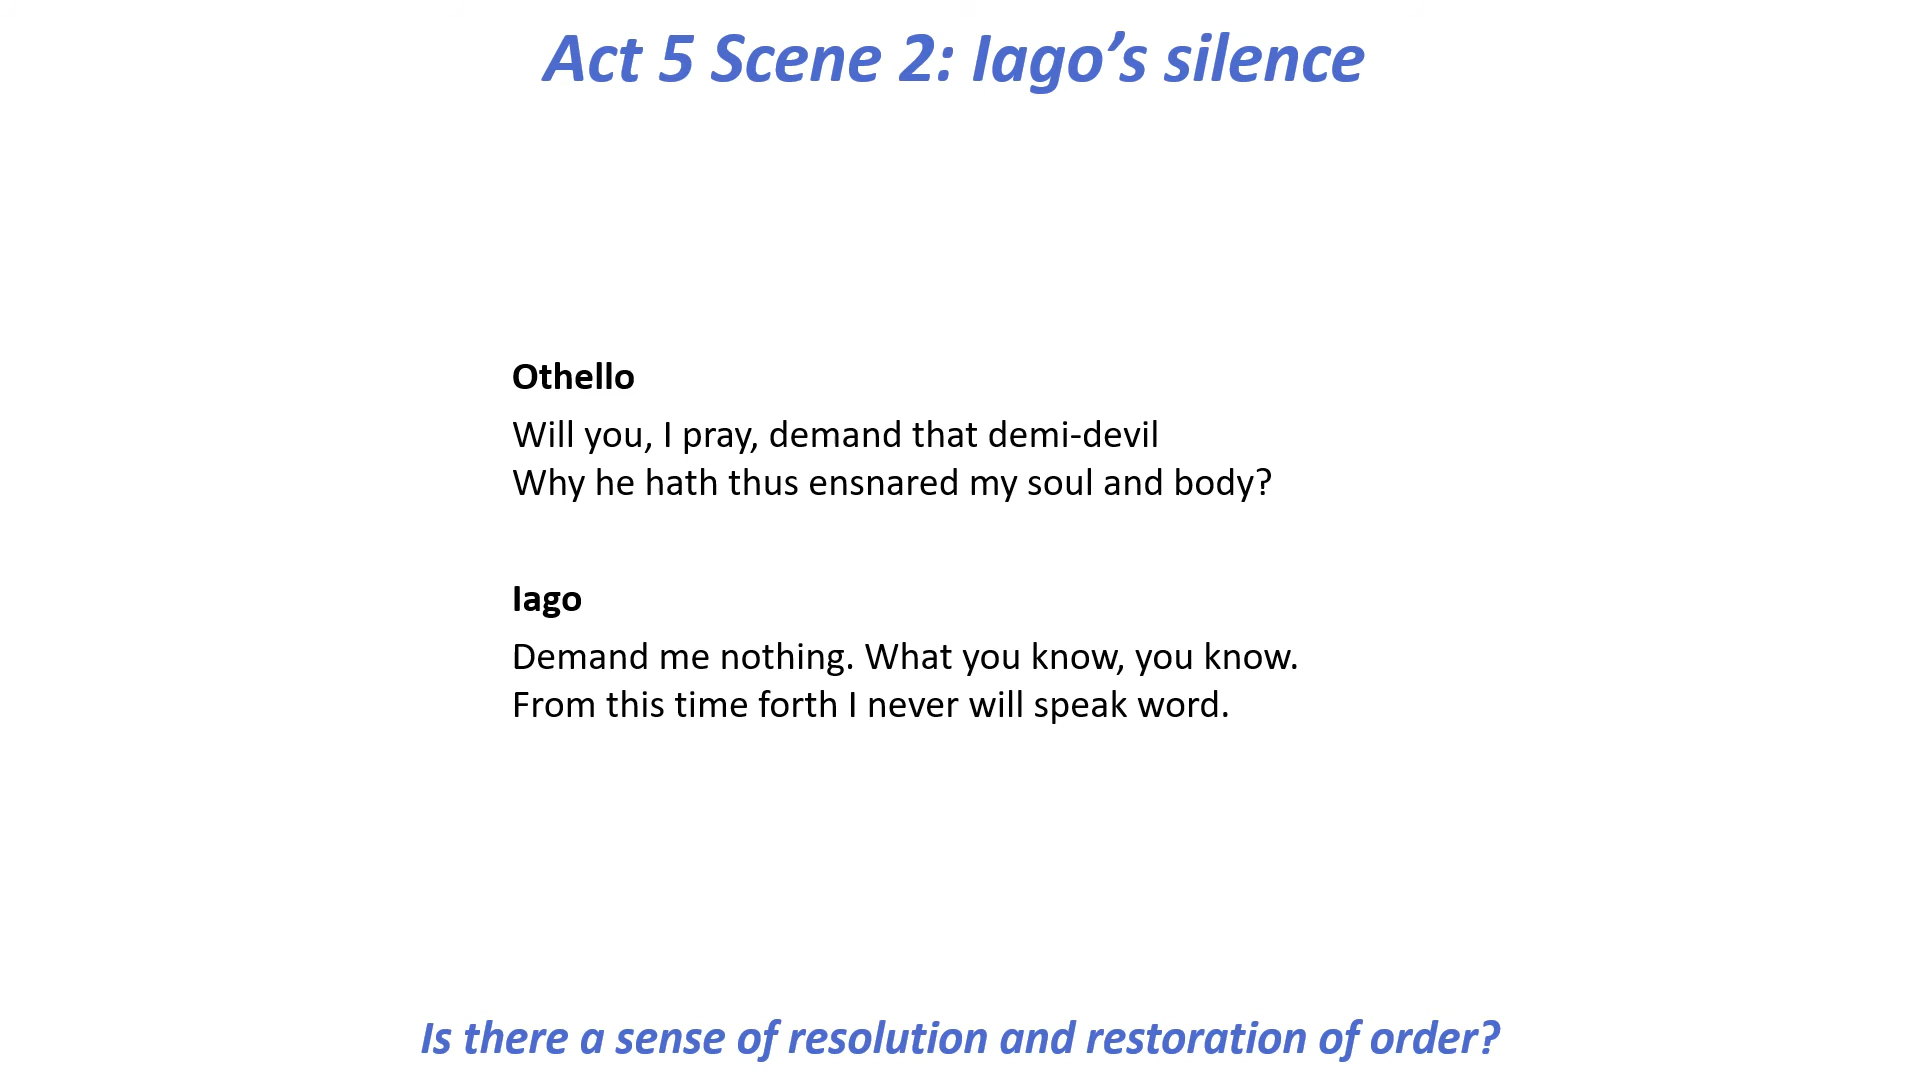 Act 5 Scene 2: Iago’s silence
Othello
Will you, I pray, demand that demi-devil
Why he hath thus ensnared my soul and body?
Iago
Demand me nothing. What you know, you know.
From this time forth I never will speak word.
Is there a sense of resolution and restoration of order?